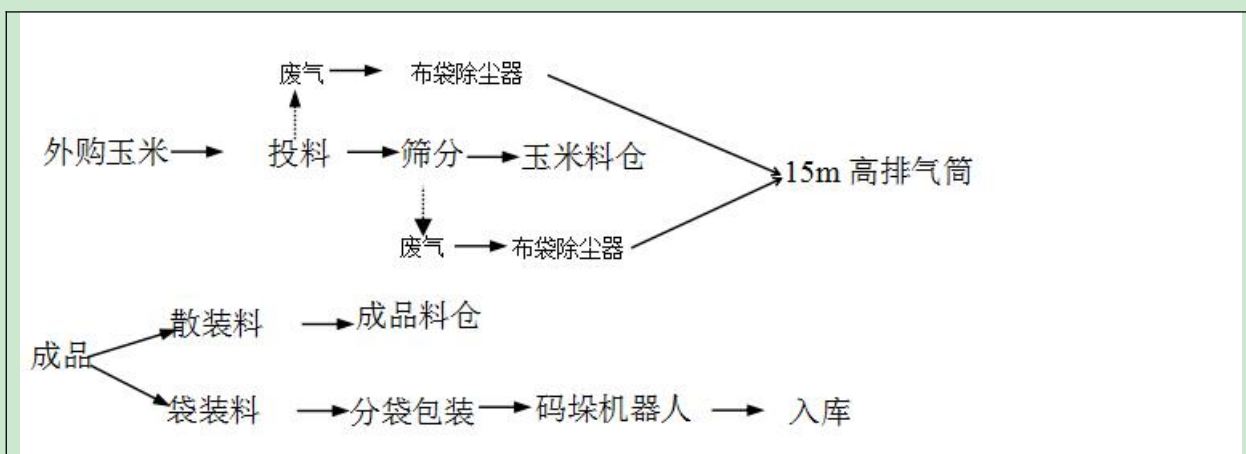 废气 布袋除尘器
外购玉米 投料 筛分 玉米料仓
15m 高排气筒
废气 布袋除尘器
散装料 成品料仓
成品
袋装料 分袋包装 码垛机器人 入库